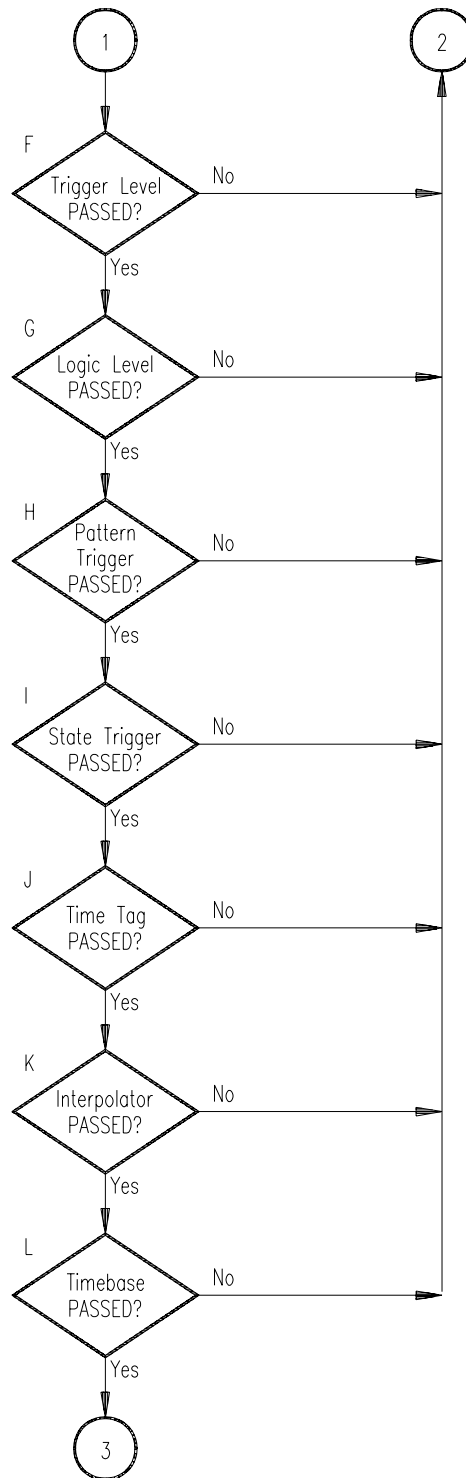 1
2
F
Trigger Level
PASSED?
No
Yes
G
Logic Level
PASSED?
No
Yes
H
Pattern
Trigger
PASSED?
No
Yes
I
State Trigger
PASSED?
No
Yes
J
Time Tag
PASSED?
No
Yes
K
Interpolator
PASSED?
No
Yes
L
Timebase
PASSED?
No
Yes
3